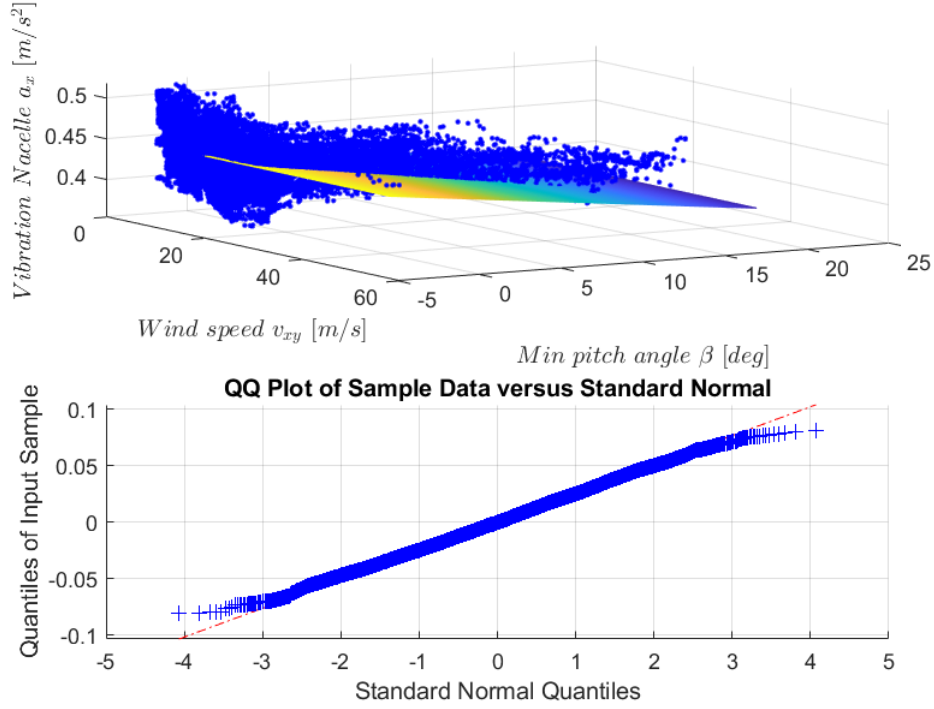 Vibration Nacelle a_x [m/s^2]
0.5
0.45
0.4
0
20
40
60
-5
0
5
10
15
20
25
Wind speed v_xy [m/s]
Min pitch angle β [deg]
QQ Plot of Sample Data versus Standard Normal
Quantiles of Input Sample
0.1
0.05
0
-0.05
-0.1
-5 -4 -3 -2 -1 0 1 2 3 4 5
Standard Normal Quantiles